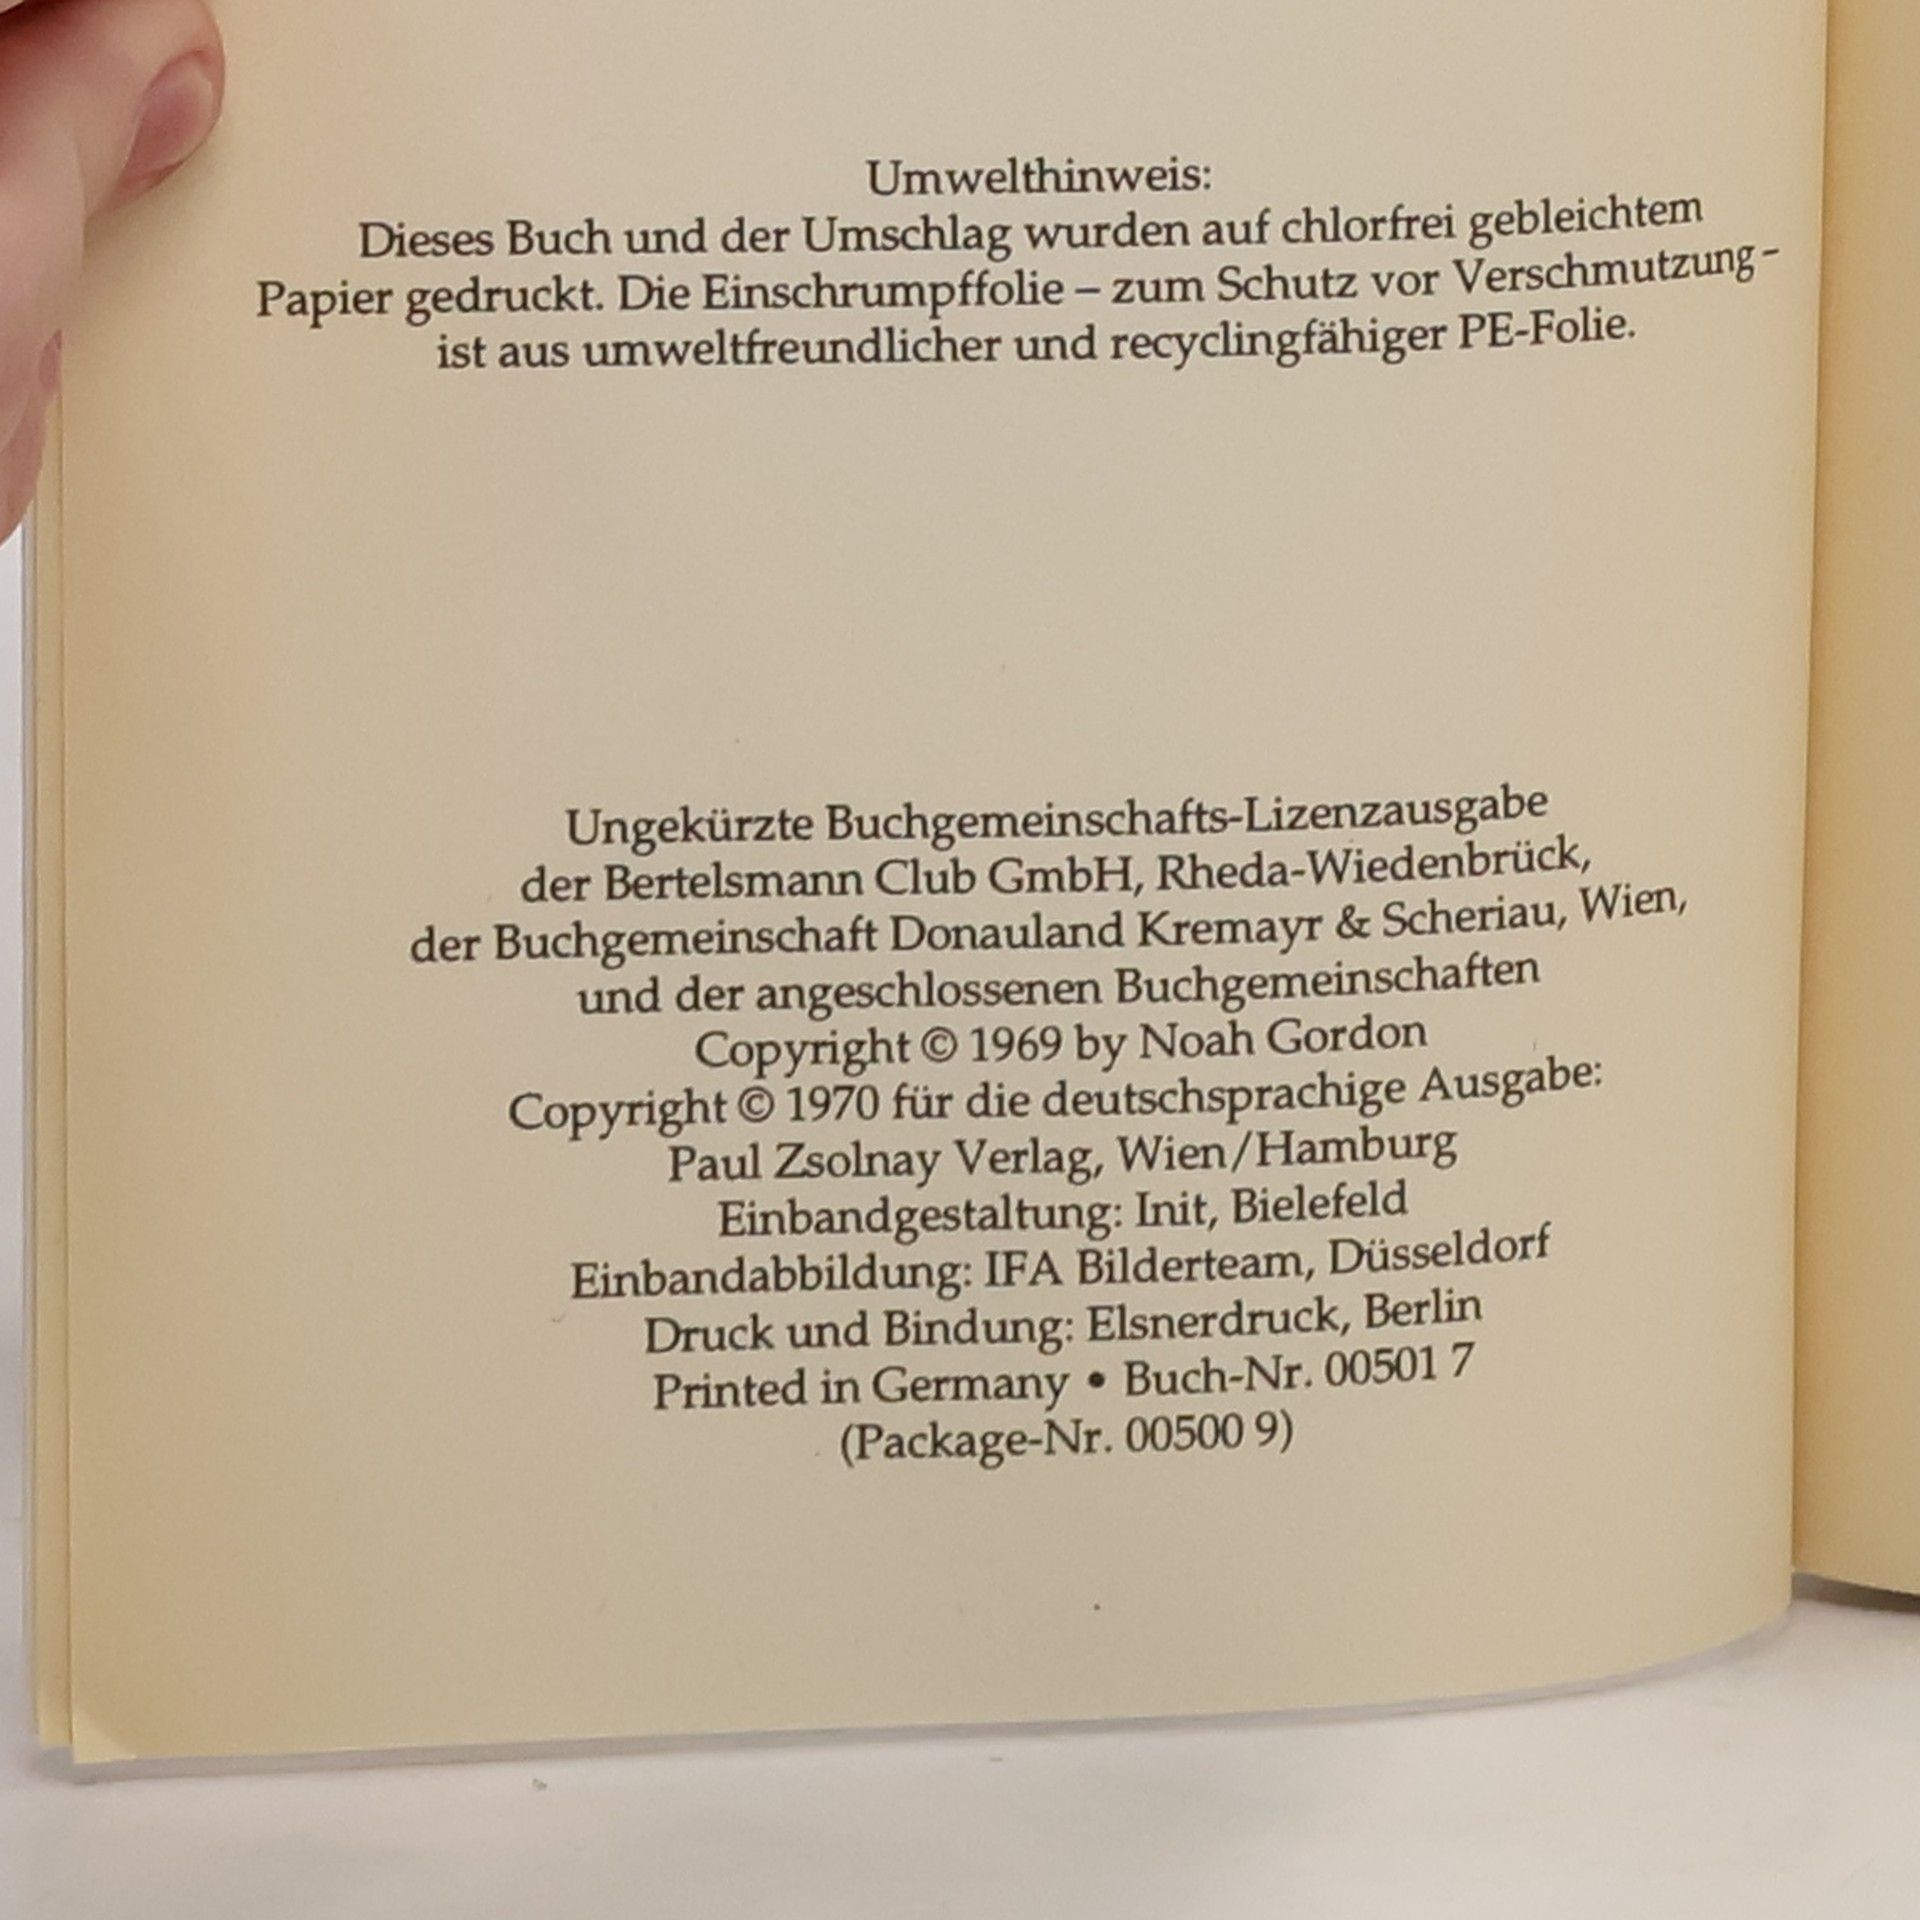 Umwelthinweis:
Dieses Buch und der Umschlag wurden auf chlorfrei gebleichtem
Papier gedruckt. Die Einschrumpffolie – zum Schutz vor Verschmutzung –
ist aus umweltfreundlicher und recyclingfähiger PE-Folie.
Ungekürzte Buchgemeinschafts-Lizenzausgabe
der Bertelsmann Club GmbH, Rheda-Wiedenbrück,
der Buchgemeinschaft Donauland Kremayr & Scheriau, Wien,
und der angeschlossenen Buchgemeinschaften
Copyright © 1969 by Noah Gordon
Copyright © 1970 für die deutschsprachige Ausgabe:
Paul Zsolnay Verlag, Wien/Hamburg
Einbandgestaltung: Init, Bielefeld
Einbandabbildung: IFA Bilderteam, Düsseldorf
Druck und Bindung: Elsnerdruck, Berlin
Printed in Germany • Buch-Nr. 00501 7
(Package-Nr. 00500 9)